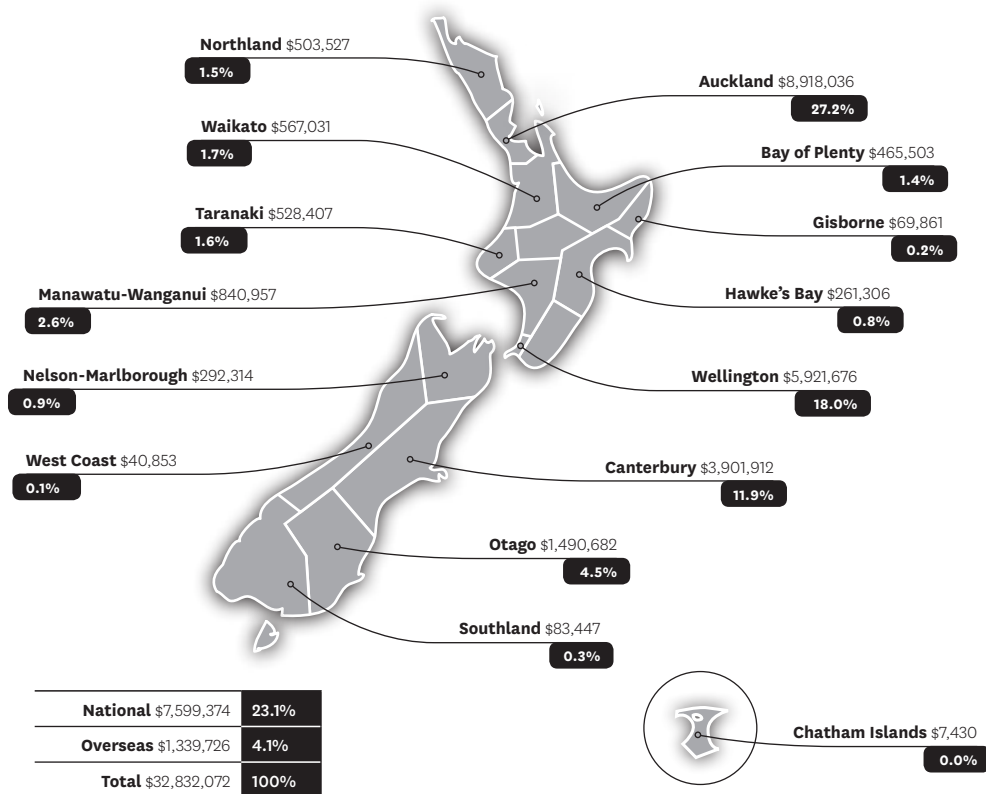 Northland $503,527
1.5%
Auckland $8,918,036
27.2%
Waikato $567,031
1.7%
Bay of Plenty $465,503
1.4%
Taranaki $528,407
1.6%
Gisborne $69,861
0.2%
Manawatu-Wanganui $840,957
2.6%
Hawke’s Bay $261,306
0.8%
Nelson-Marlborough $292,314
0.9%
Wellington $5,921,676
18.0%
West Coast $40,853
0.1%
Canterbury $3,901,912
11.9%
Otago $1,490,682
4.5%
Southland $83,447
0.3%
National $7,599,374 23.1%
Overseas $1,339,726 4.1%
Total $32,832,072 100%
Chatham Islands $7,430
0.0%